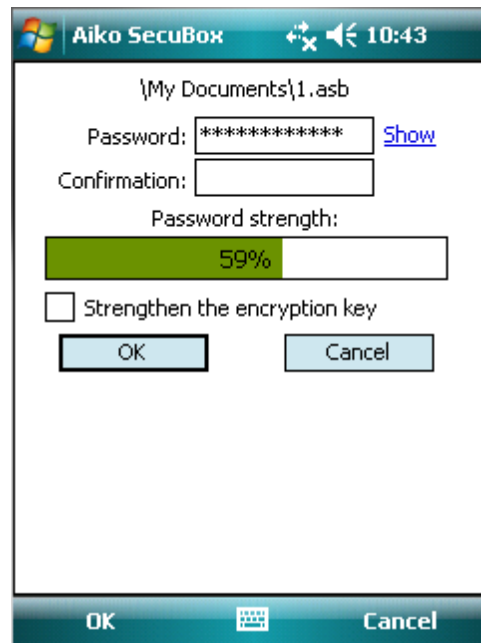 Aiko SecuBox 10:43
\My Documents\1.asb
Password: ************ Show
Confirmation:
Password strength:
59%
Strengthen the encryption key
OK Cancel
OK Cancel